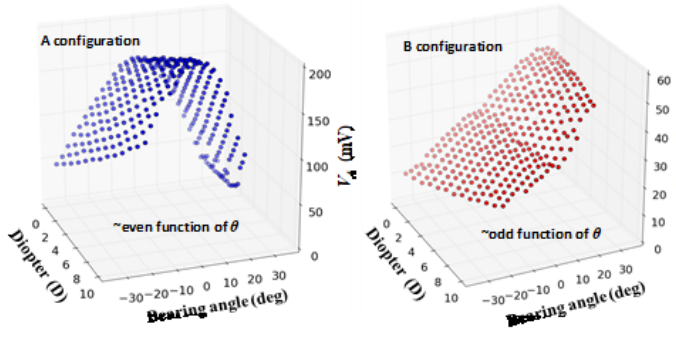 A configuration
B configuration
200
150
100
50
0
(mV)
60
50
40
30
20
10
0
~even function of θ
~odd function of θ
0
2
4
6
8
10
Diopter (D)
−30 −20 −10 0 10 20 30
Bearing angle (deg)
0
2
4
6
8
10
Diopter (D)
−30 −20 −10 0 10 20 30
Bearing angle (deg)